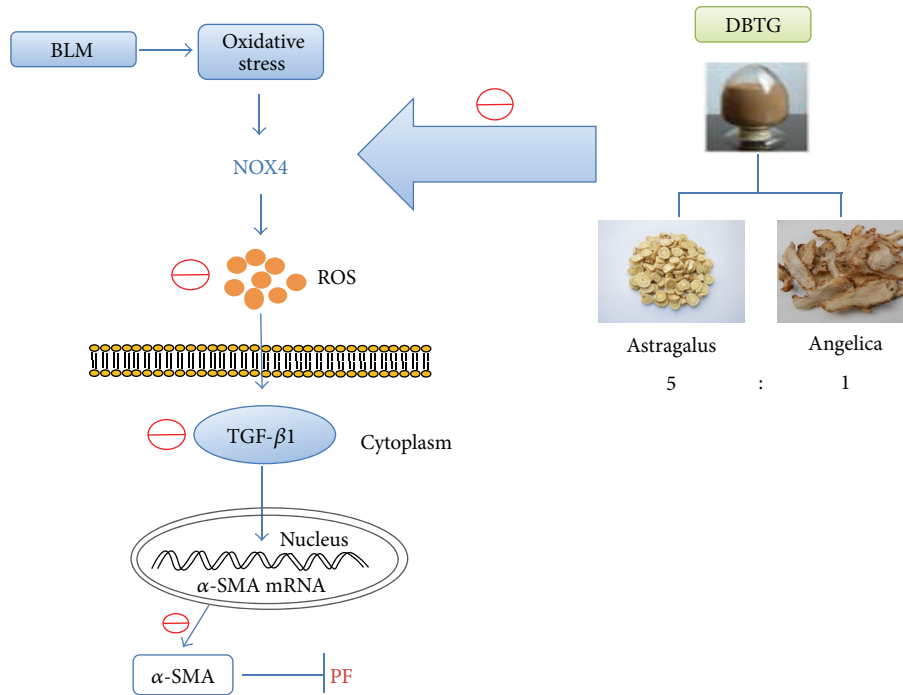 BLM
Oxidative
stress
DBTG
NOX4
ROS
Astragalus
Angelica
5 : 1
TGF-β1
Cytoplasm
Nucleus
α-SMA mRNA
α-SMA
PF